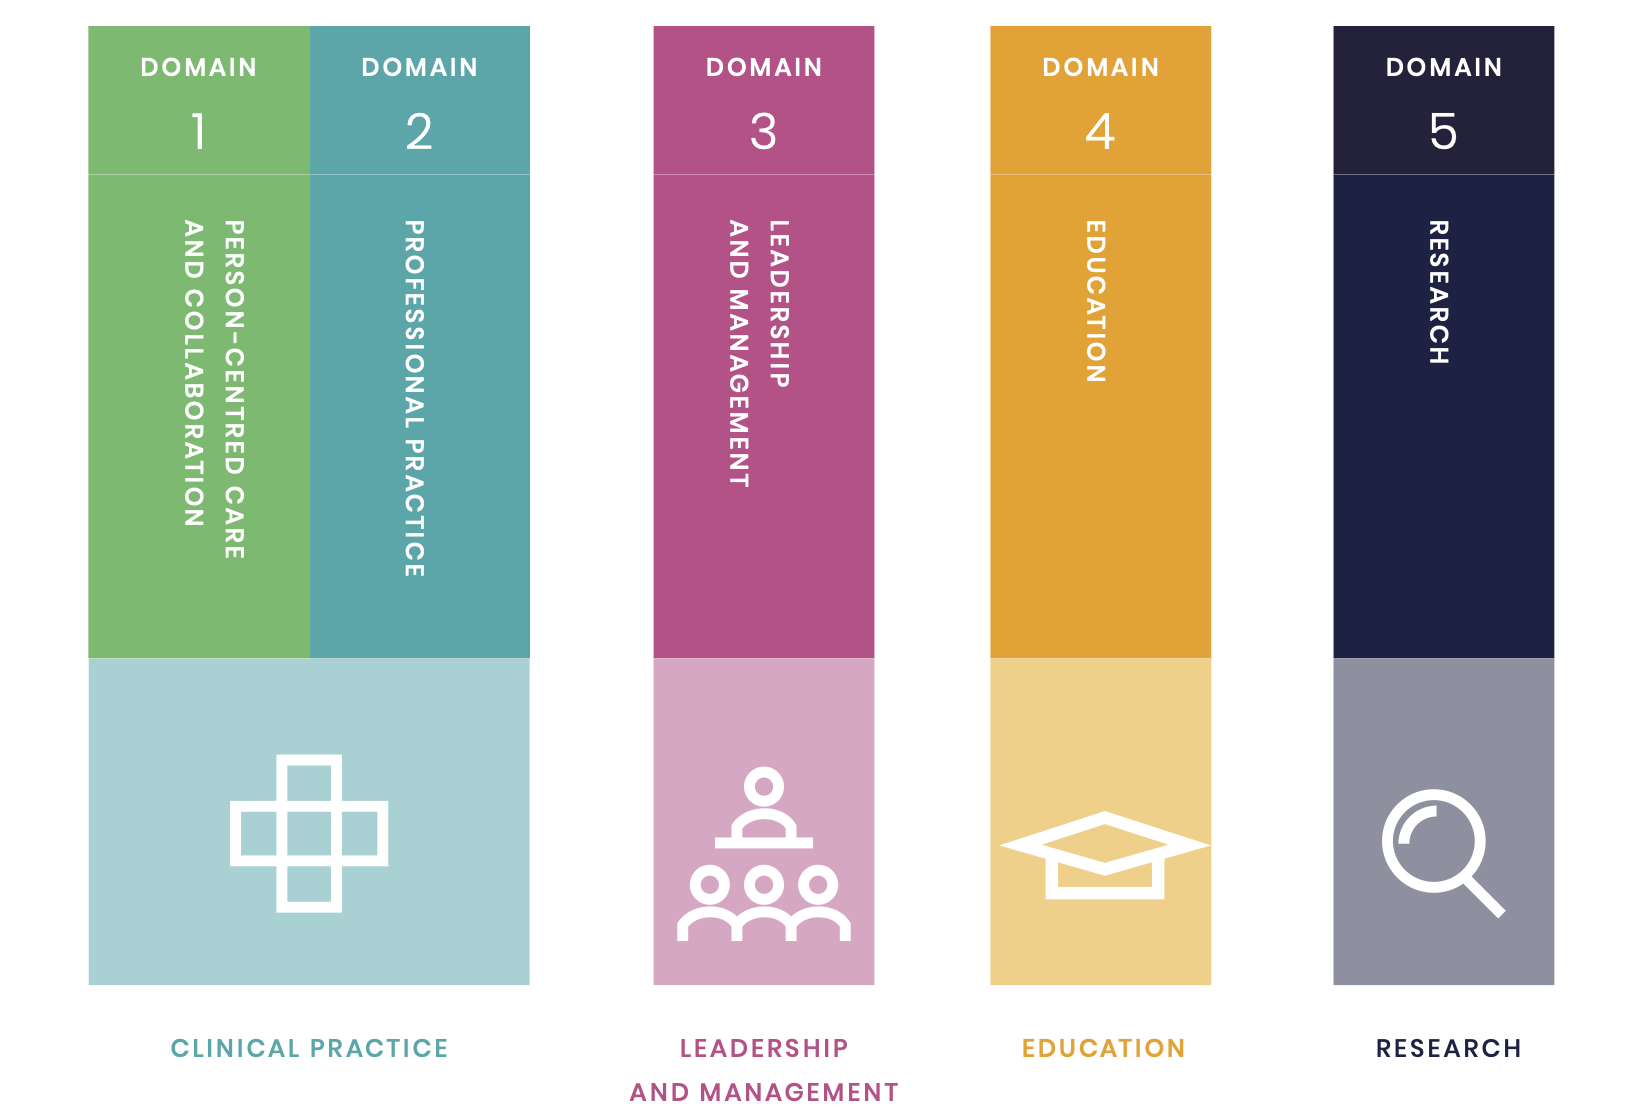 DOMAIN
1
PERSON-CENTRED CARE
AND COLLABORATION
DOMAIN
2
PROFESSIONAL PRACTICE
CLINICAL PRACTICE
DOMAIN
3
LEADERSHIP
AND MANAGEMENT
LEADERSHIP
AND MANAGEMENT
DOMAIN
4
EDUCATION
EDUCATION
DOMAIN
5
RESEARCH
RESEARCH